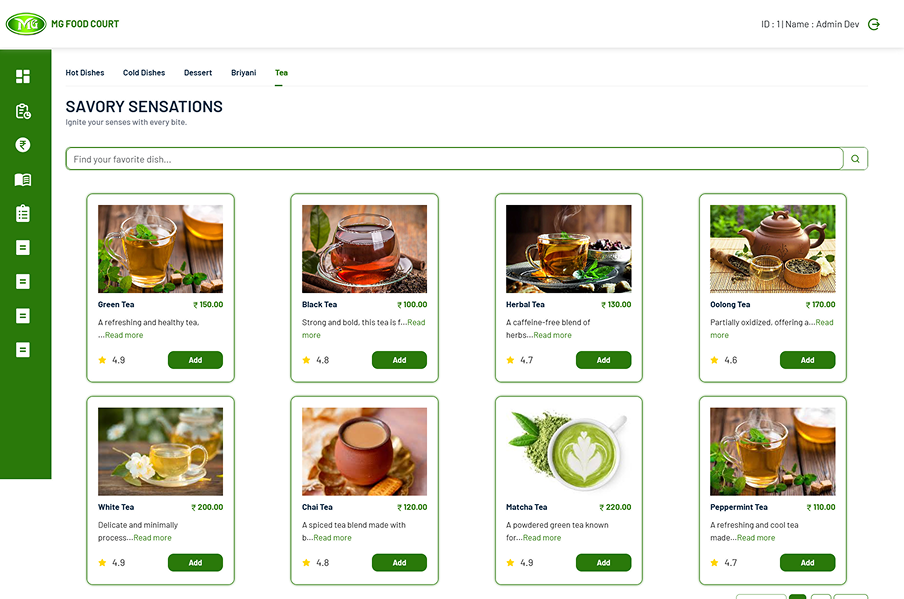 MG MG FOOD COURT
ID : 1 | Name : Admin Dev
Hot Dishes Cold Dishes Dessert Briyani Tea
SAVORY SENSATIONS
Ignite your senses with every bite.
Find your favorite dish...
Green Tea ₹ 150.00
A refreshing and healthy tea,
...Read more
4.9 Add
Black Tea ₹ 100.00
Strong and bold, this tea is f...Read
more
4.8 Add
Herbal Tea ₹ 130.00
A caffeine-free blend of
herbs...Read more
4.7 Add
Oolong Tea ₹ 170.00
Partially oxidized, offering a...Read
more
4.6 Add
White Tea ₹ 200.00
Delicate and minimally
process...Read more
4.9 Add
Chai Tea ₹ 120.00
A spiced tea blend made with
b...Read more
4.8 Add
Matcha Tea ₹ 220.00
A powdered green tea known
for...Read more
4.9 Add
Peppermint Tea ₹ 110.00
A refreshing and cool tea
made...Read more
4.7 Add